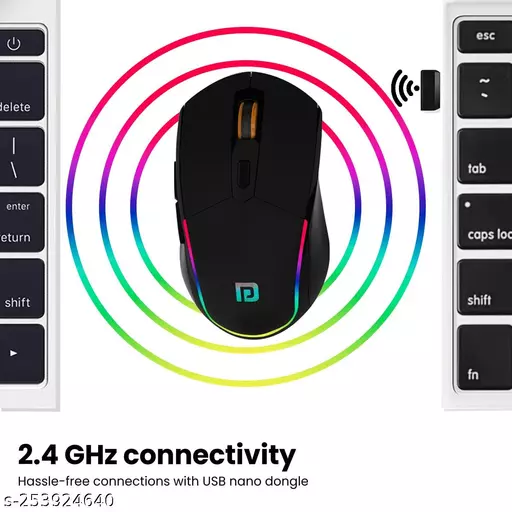 delete
|
\
enter
return
shift
esc
~
tab
caps loc
shift
fn
2.4 GHz connectivity
Hassle-free connections with USB nano dongle
s-253924640